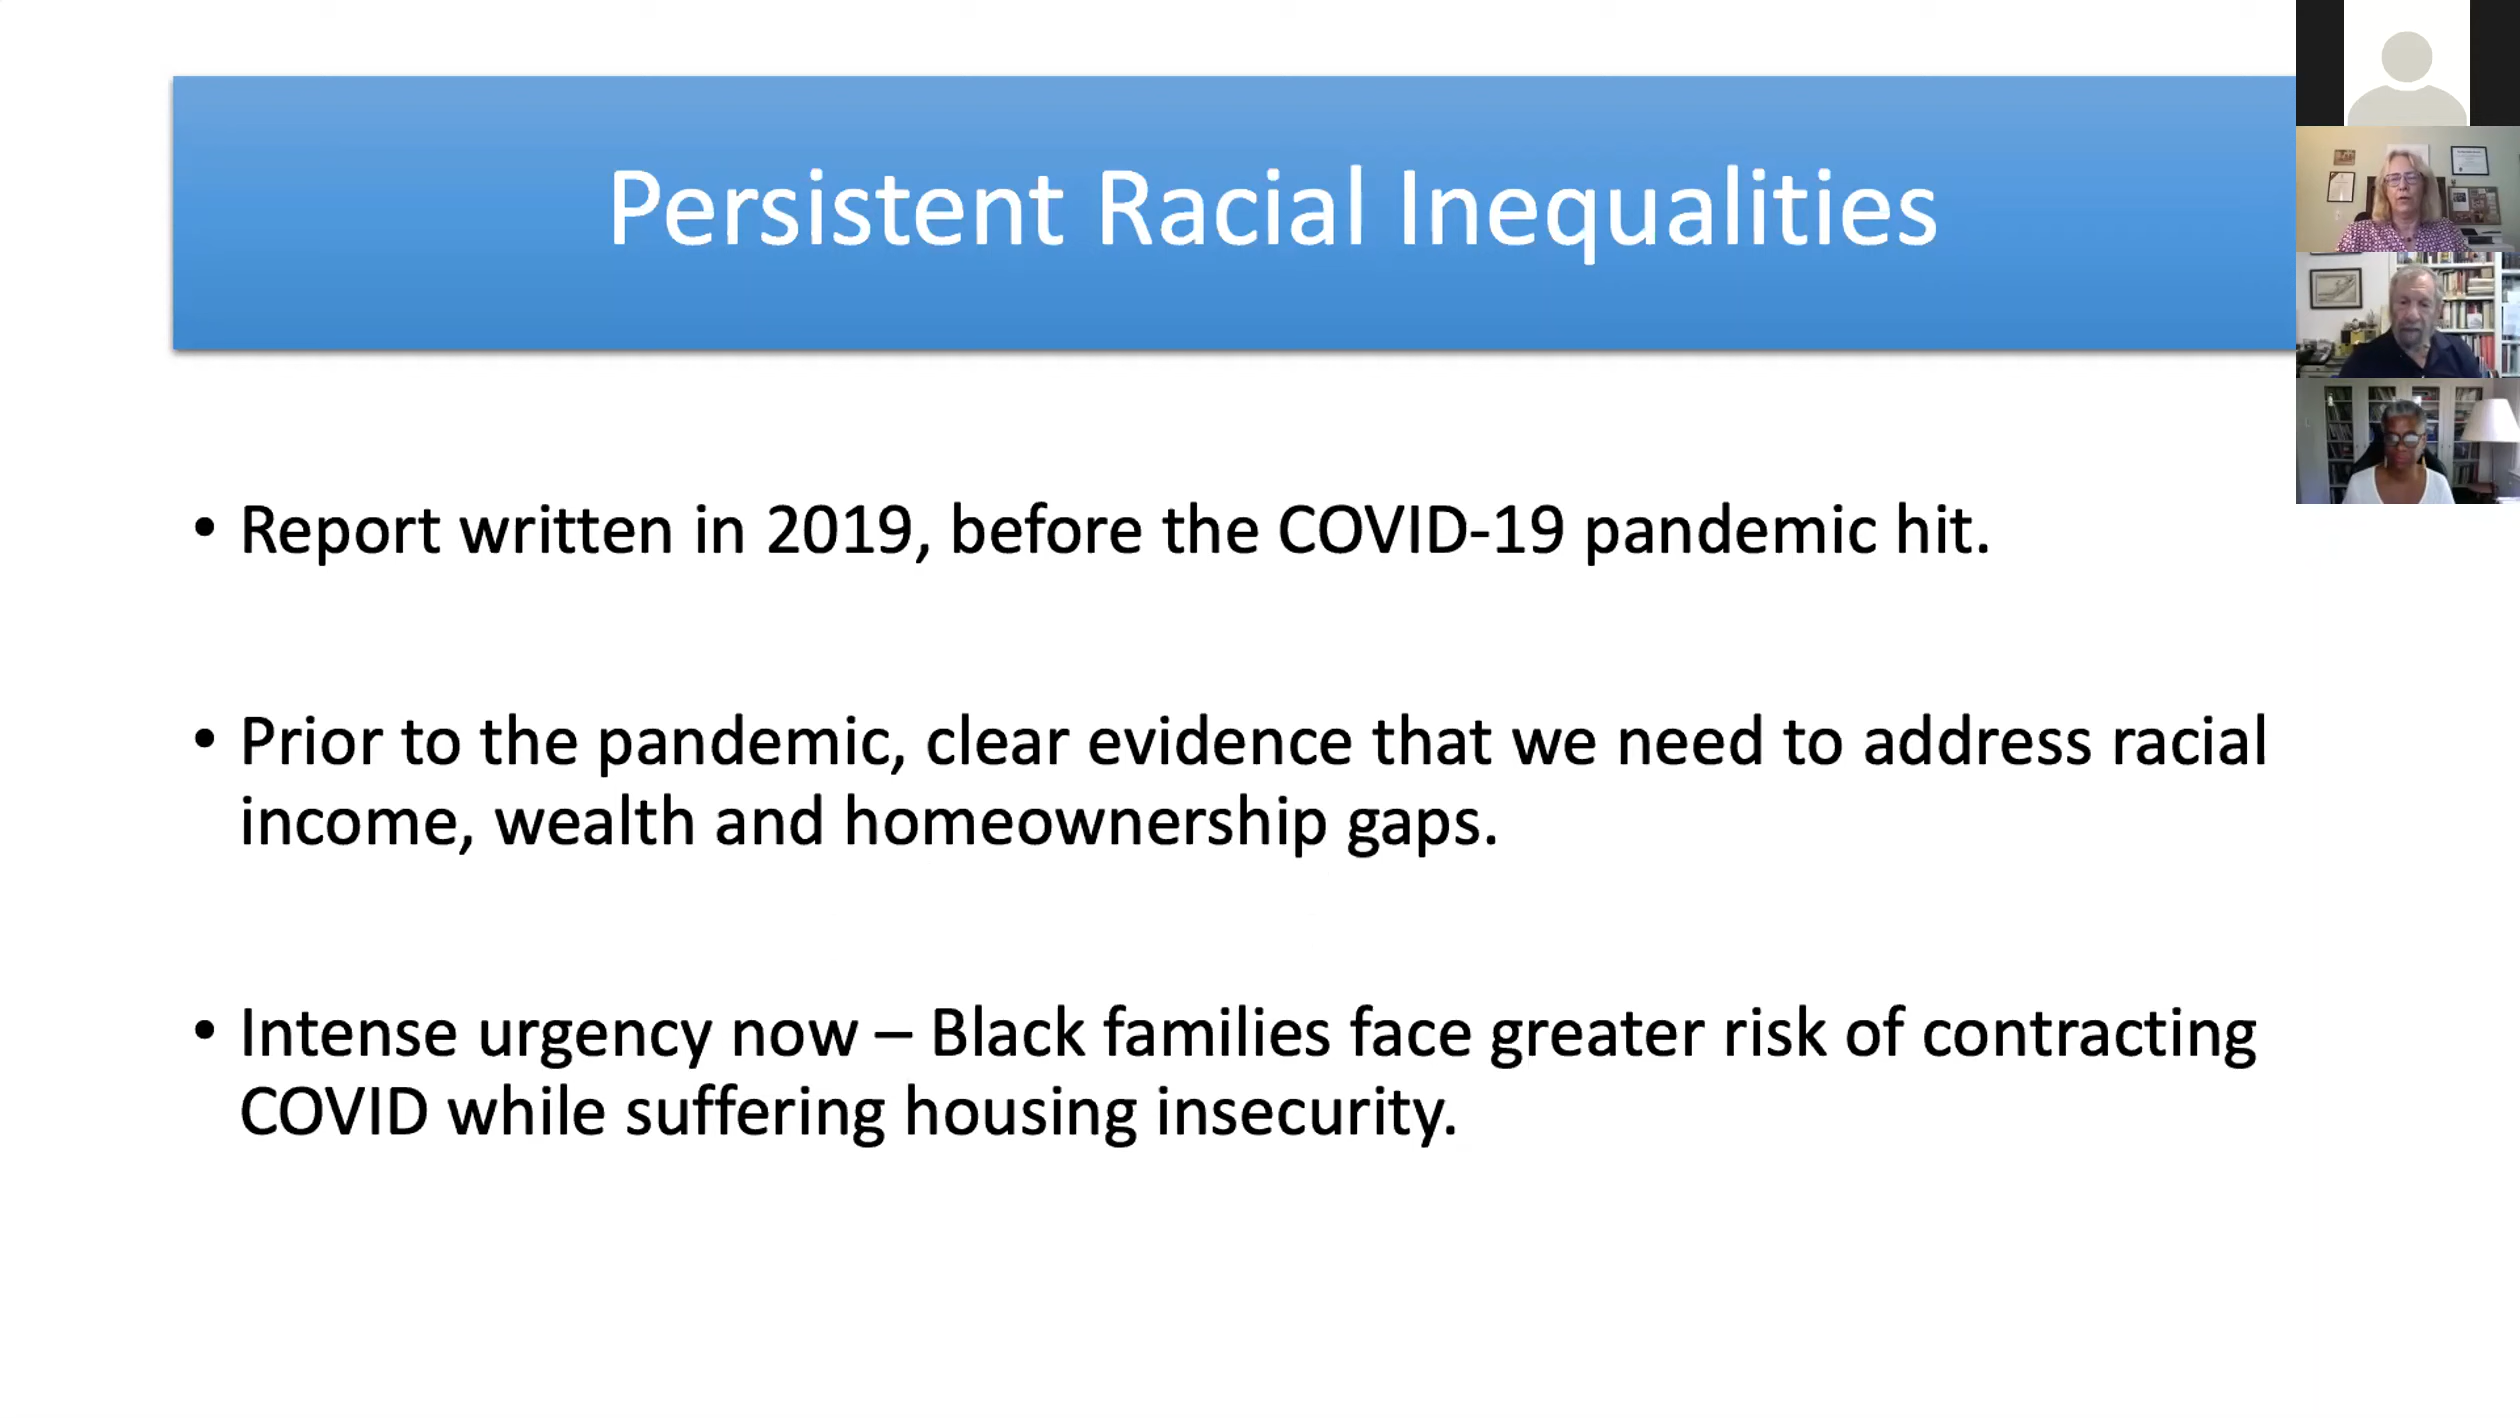 Persistent Racial Inequalities
• Report written in 2019, before the COVID-19 pandemic hit.
• Prior to the pandemic, clear evidence that we need to address racial
income, wealth and homeownership gaps.
• Intense urgency now – Black families face greater risk of contracting
COVID while suffering housing insecurity.